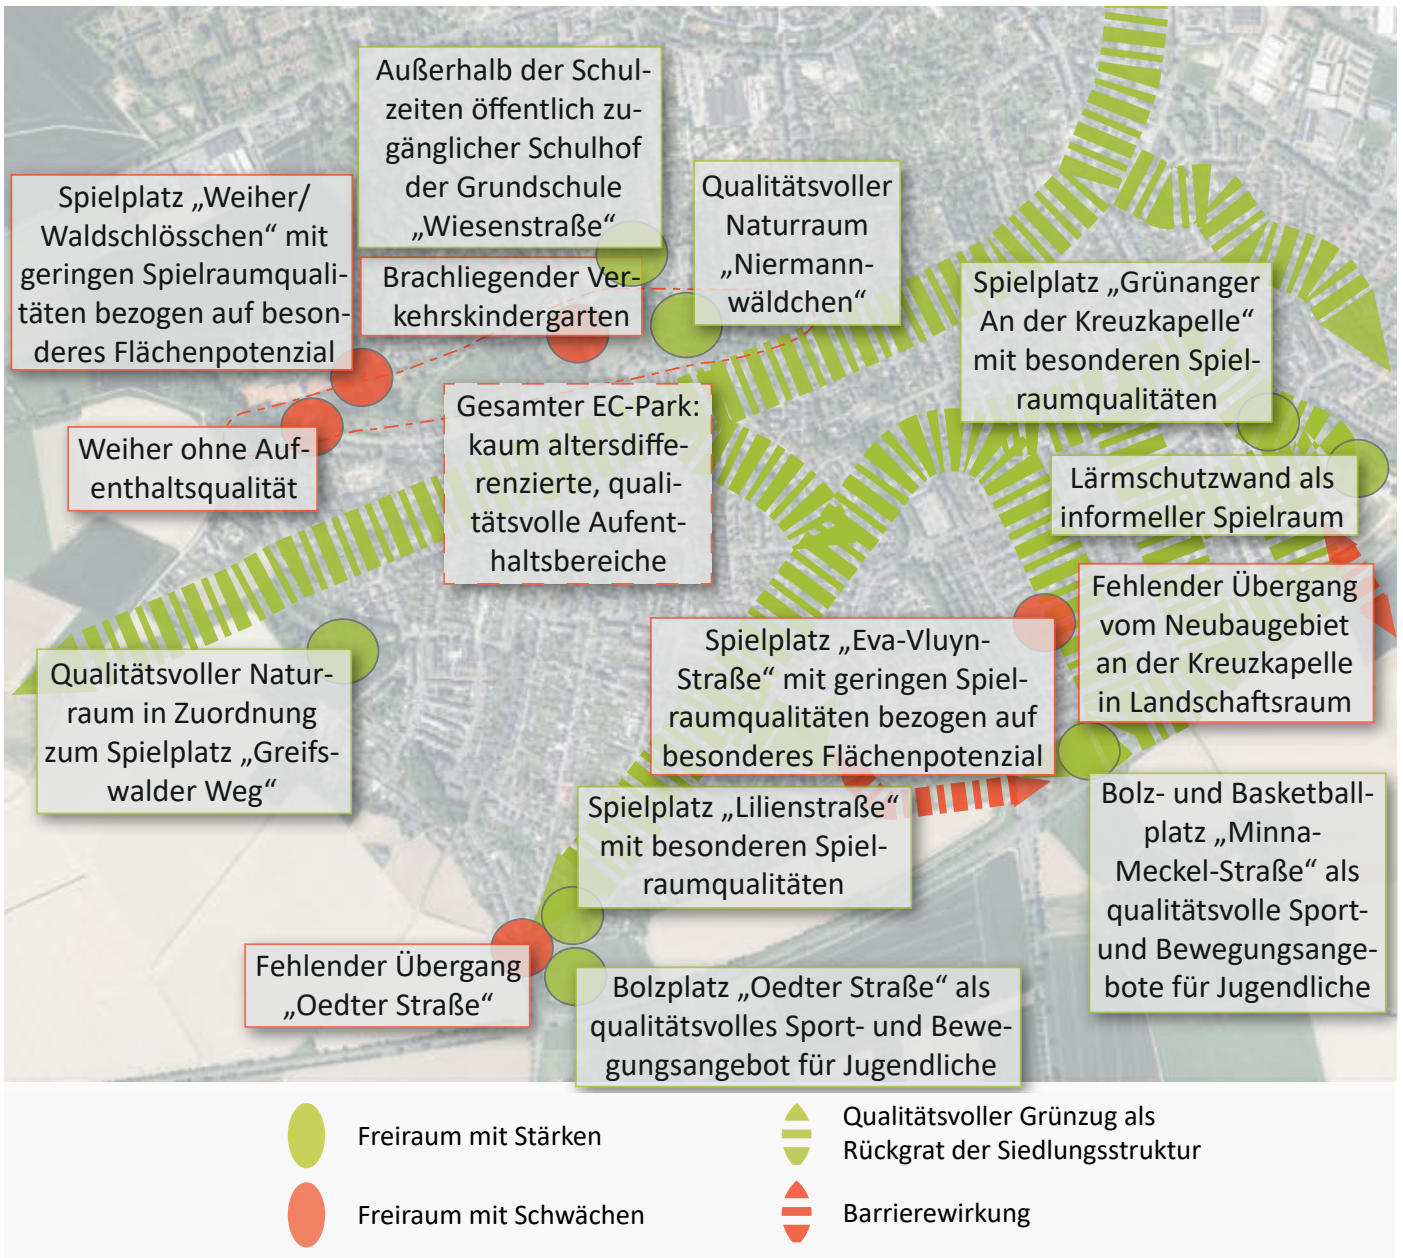 Außerhalb der Schul-
zeiten öffentlich zu-
gänglicher Schulhof
der Grundschule
„Wiesenstraße“
Qualitätsvoller
Naturraum
„Niermann-
wäldchen“
Spielplatz „Weiher/
Waldschlösschen“ mit
geringen Spielraumquali-
täten bezogen auf beson-
deres Flächenpotenzial
Brachliegender Ver-
kehrskindergarten
Spielplatz „Grünanger
An der Kreuzkapelle“
mit besonderen Spiel-
raumqualitäten
Weiher ohne Auf-
enthaltsqualität
Gesamter EC-Park:
kaum altersdiffe-
renzierte, quali-
tätsvolle Aufent-
haltsbereiche
Lärmschutzwand als
informeller Spielraum
Fehlender Übergang
vom Neubaugebiet
an der Kreuzkapelle
in Landschaftsraum
Spielplatz „Eva-Vluyn-
Straße“ mit geringen Spiel-
raumqualitäten bezogen auf
besonderes Flächenpotenzial
Qualitätsvoller Natur-
raum in Zuordnung
zum Spielplatz „Greifs-
walder Weg“
Spielplatz „Lilienstraße“
mit besonderen Spiel-
raumqualitäten
Bolz- und Basketball-
platz „Minna-
Meckel-Straße“ als
qualitätsvolle Sport-
und Bewegungsange-
bote für Jugendliche
Fehlender Übergang
„Oedter Straße“
Bolzplatz „Oedter Straße“ als
qualitätsvolles Sport- und Bewe-
gungsangebot für Jugendliche
Freiraum mit Stärken
Freiraum mit Schwächen
Qualitätsvoller Grünzug als
Rückgrat der Siedlungsstruktur
Barrierewirkung